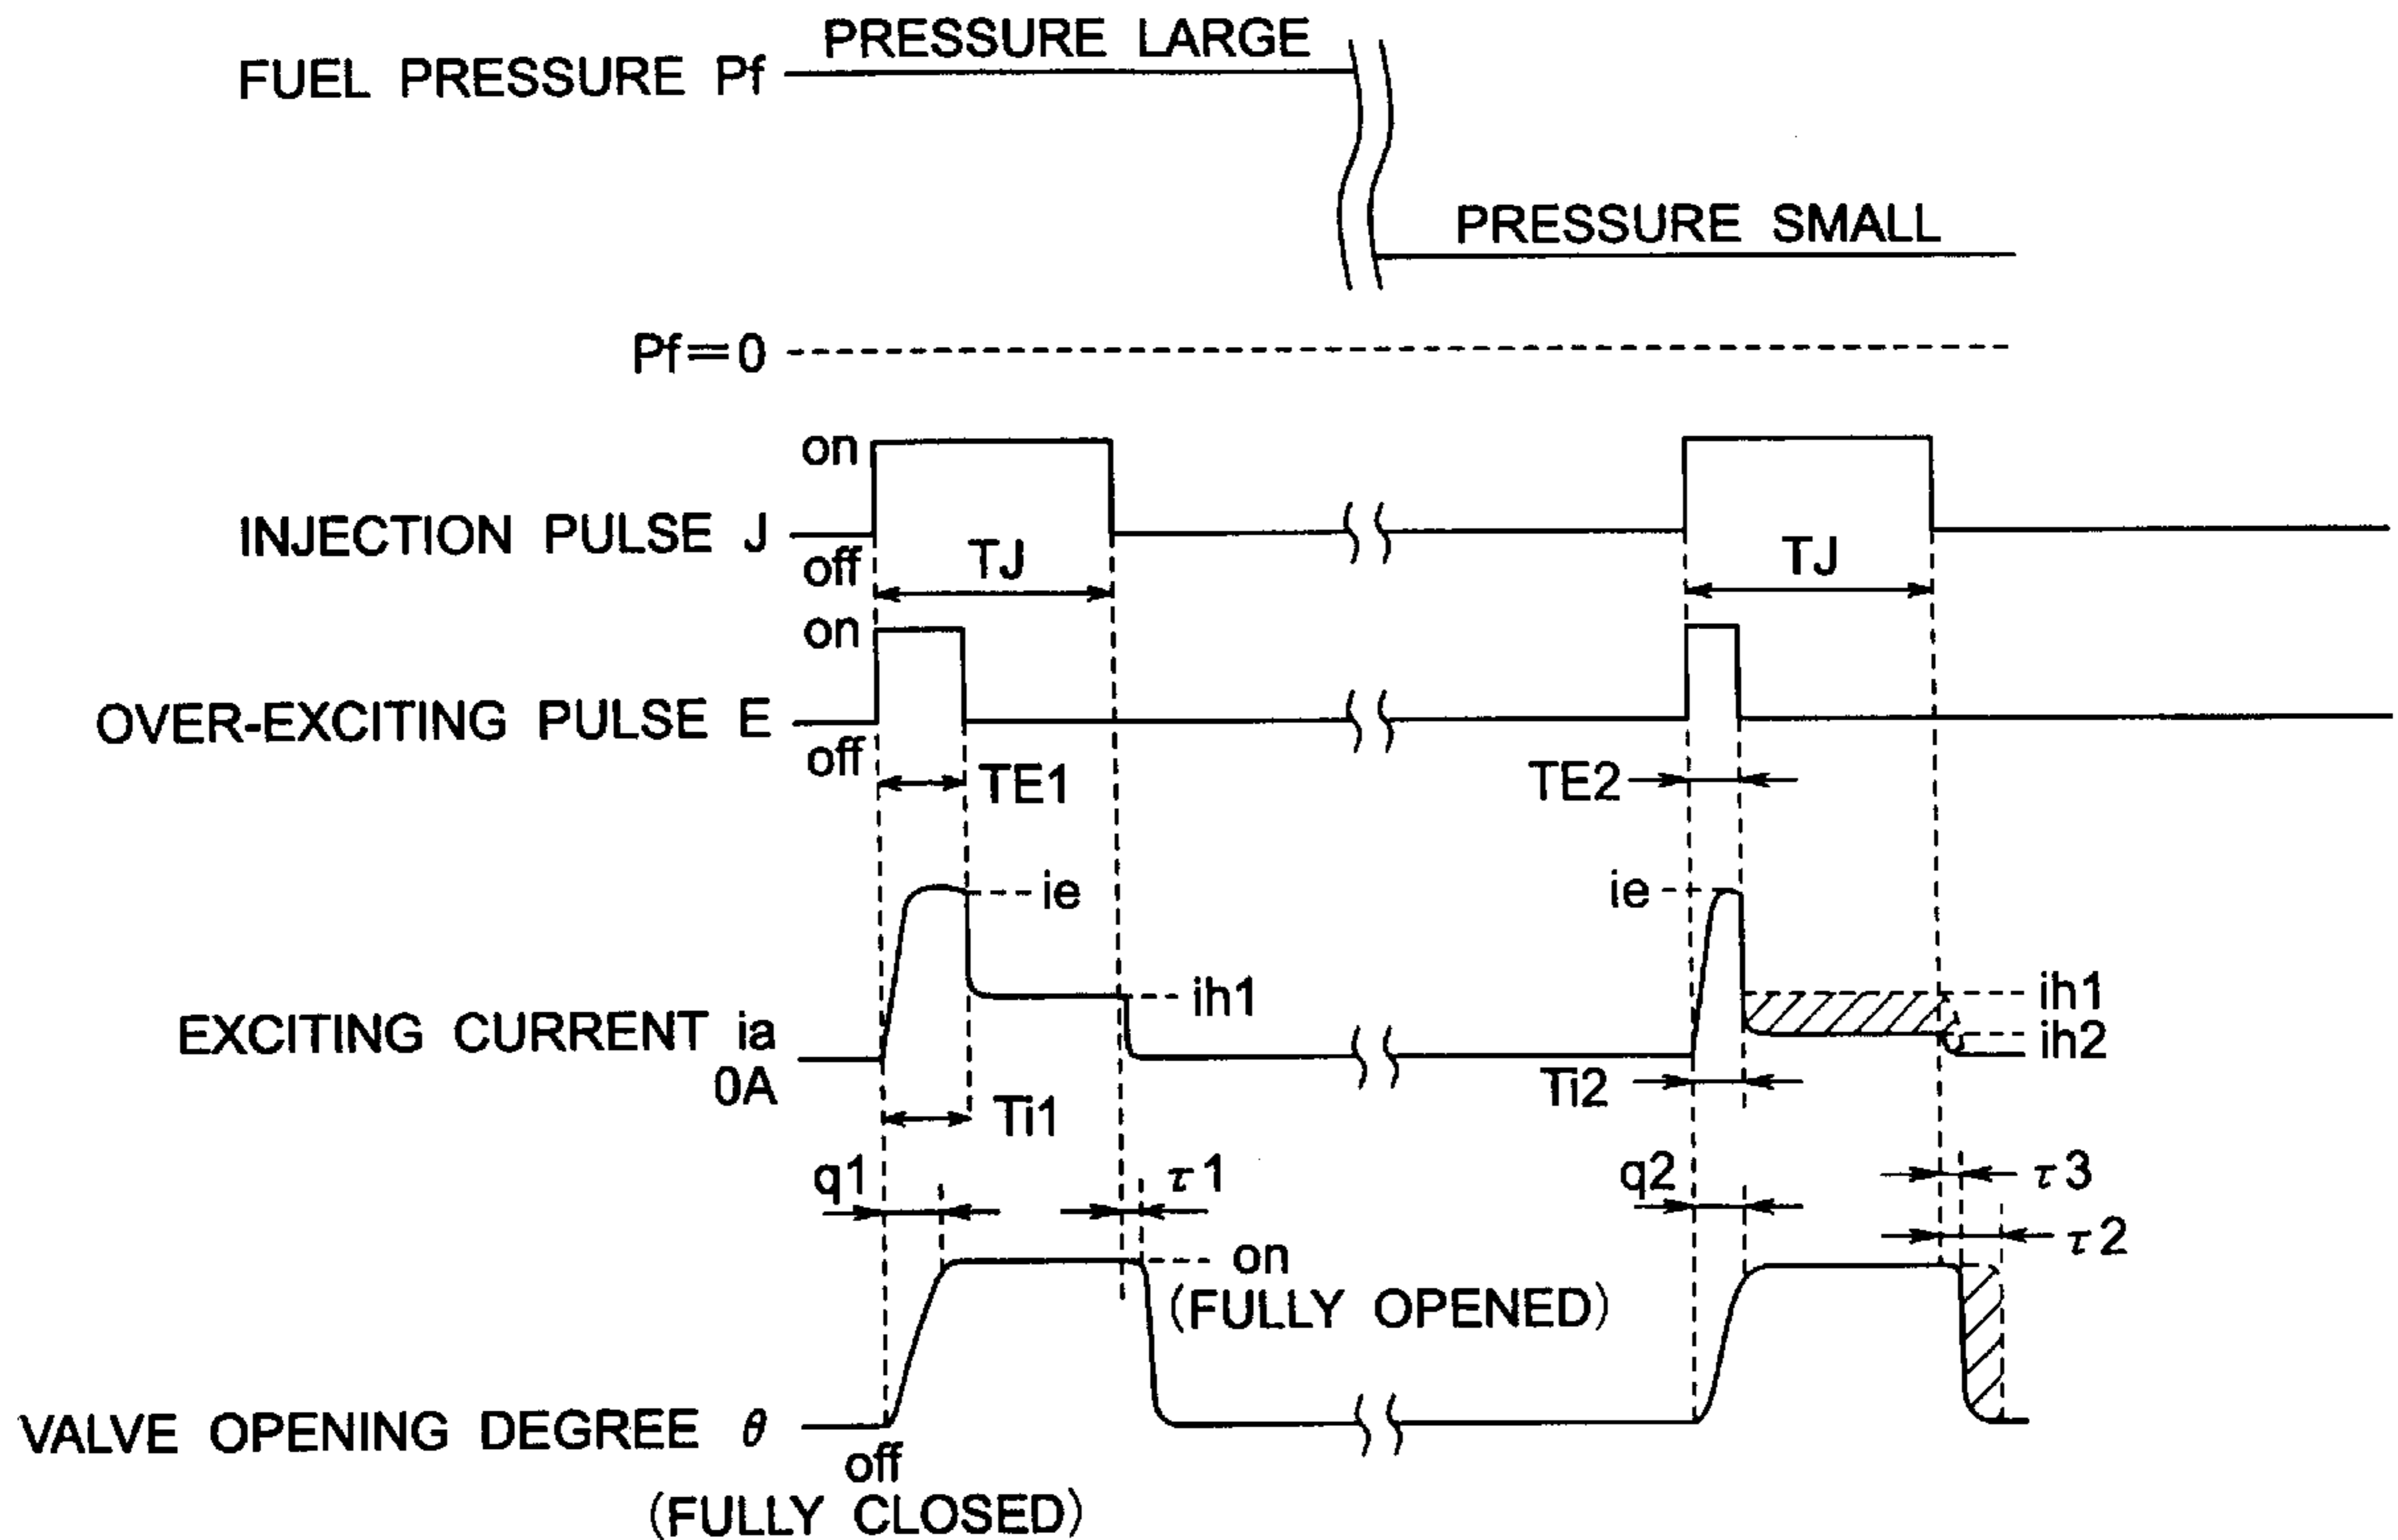 PRESSURE LARGE
FUEL PRESSURE Pf
PRESSURE SMALL
Pf=0
on
INJECTION PULSE J
off
TJ
TJ
on
OVER-EXCITING PULSE E
off
TE1
TE2
ie
ie
ih1
ih1
EXCITING CURRENT ia
ih2
0A
Ti1
Ti2
q1
τ1
q2
τ3
τ2
on
(FULLY OPENED)
VALVE OPENING DEGREE θ
off
(FULLY CLOSED)